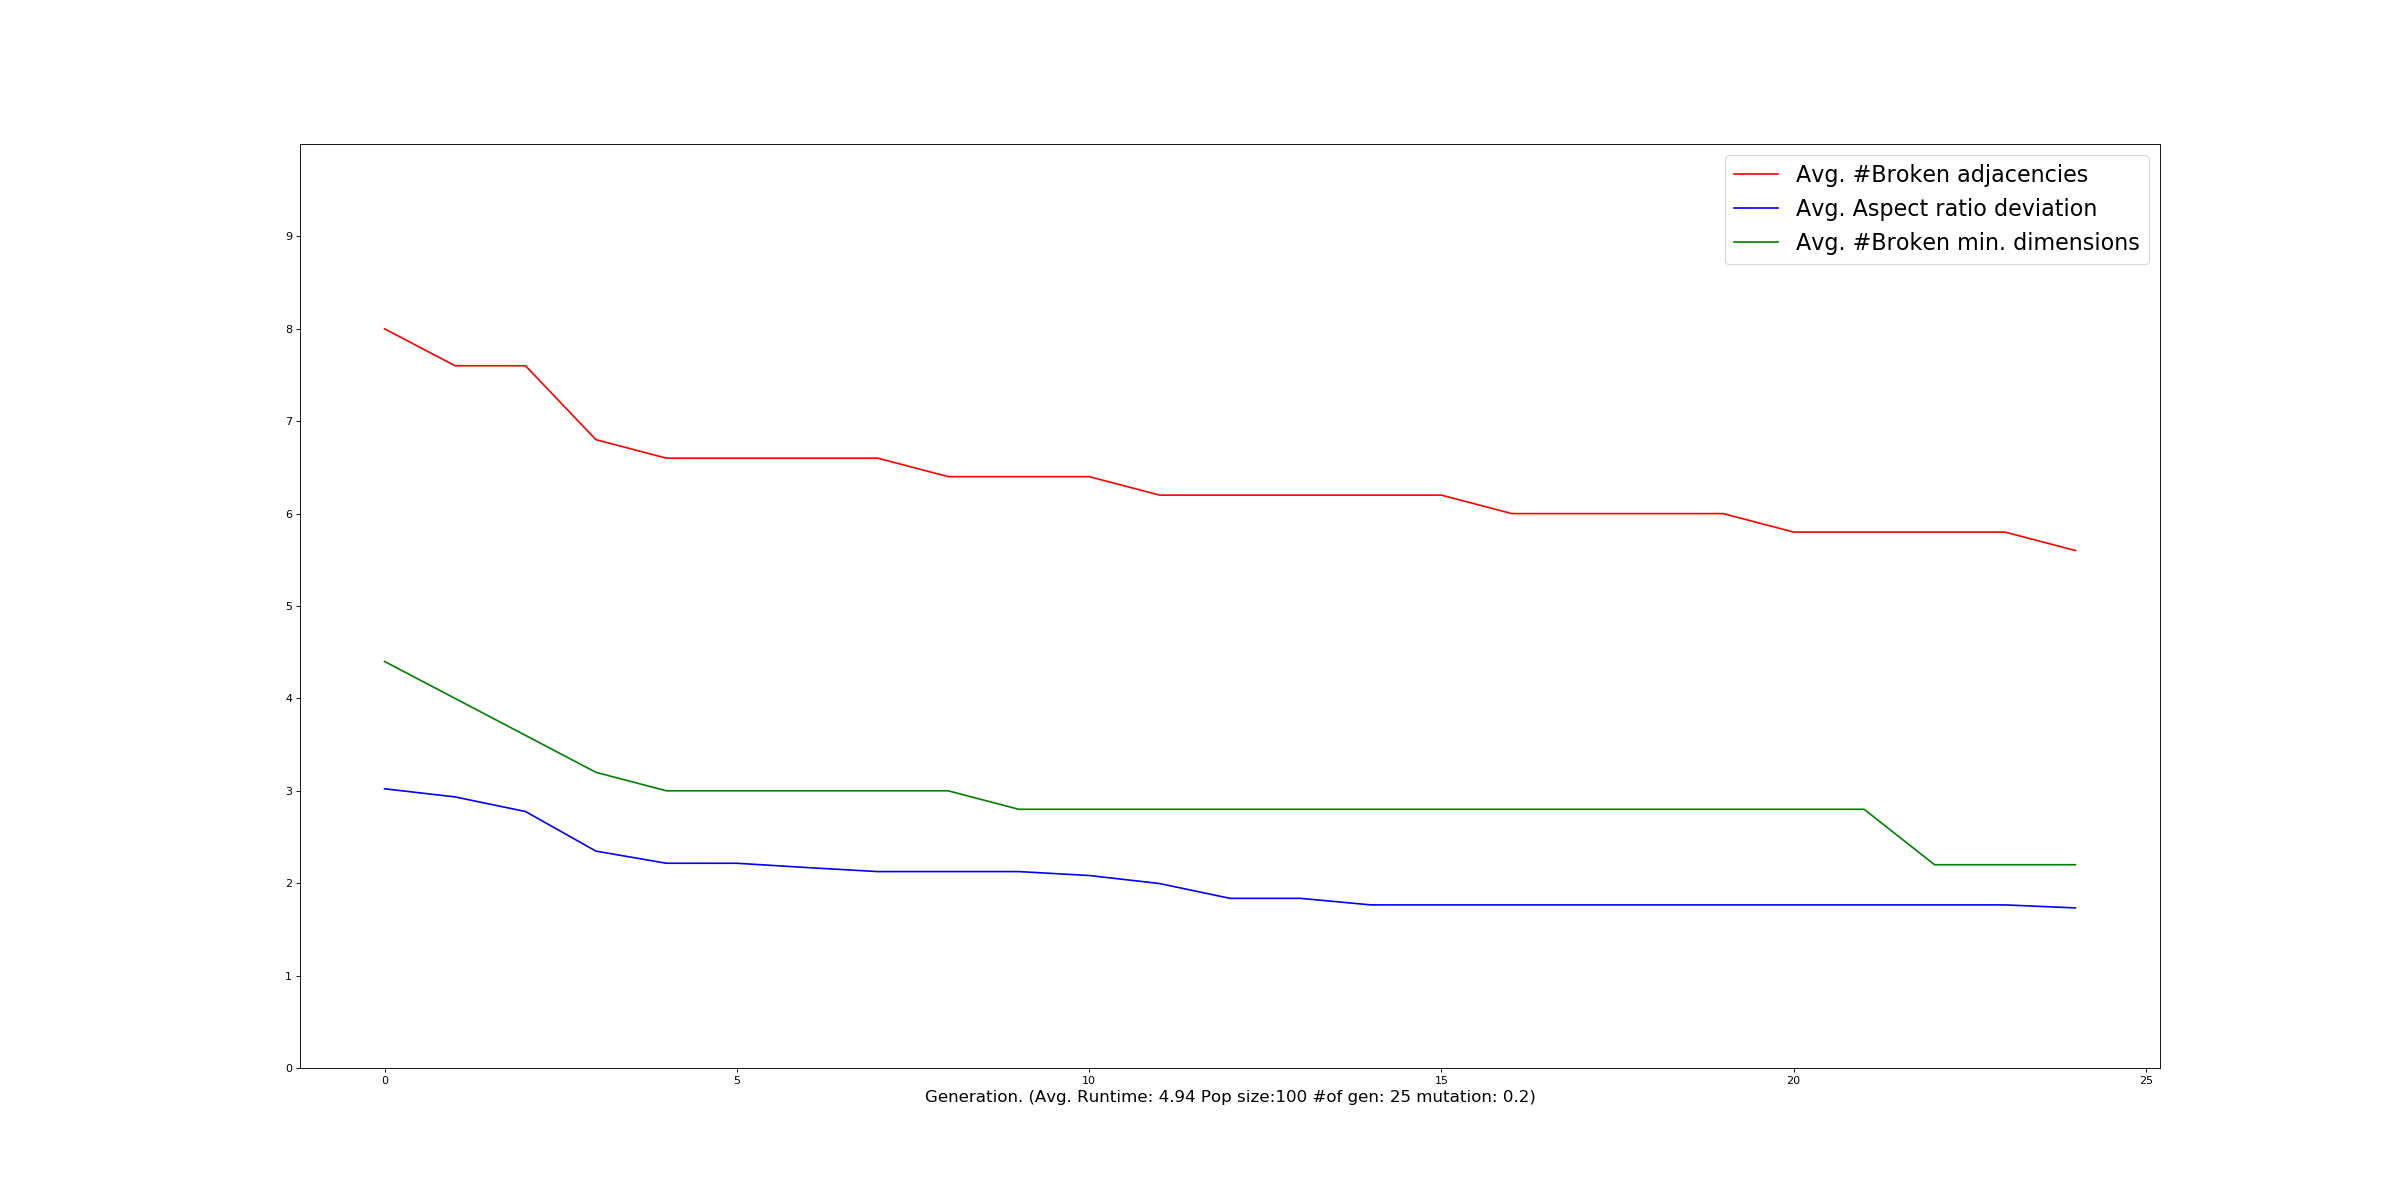 Avg. #Broken adjacencies
Avg. Aspect ratio deviation
Avg. #Broken min. dimensions
9
8
7
6
5
4
3
2
1
0
0 5 10 15 20 25
Generation. (Avg. Runtime: 4.94 Pop size:100 #of gen: 25 mutation: 0.2)